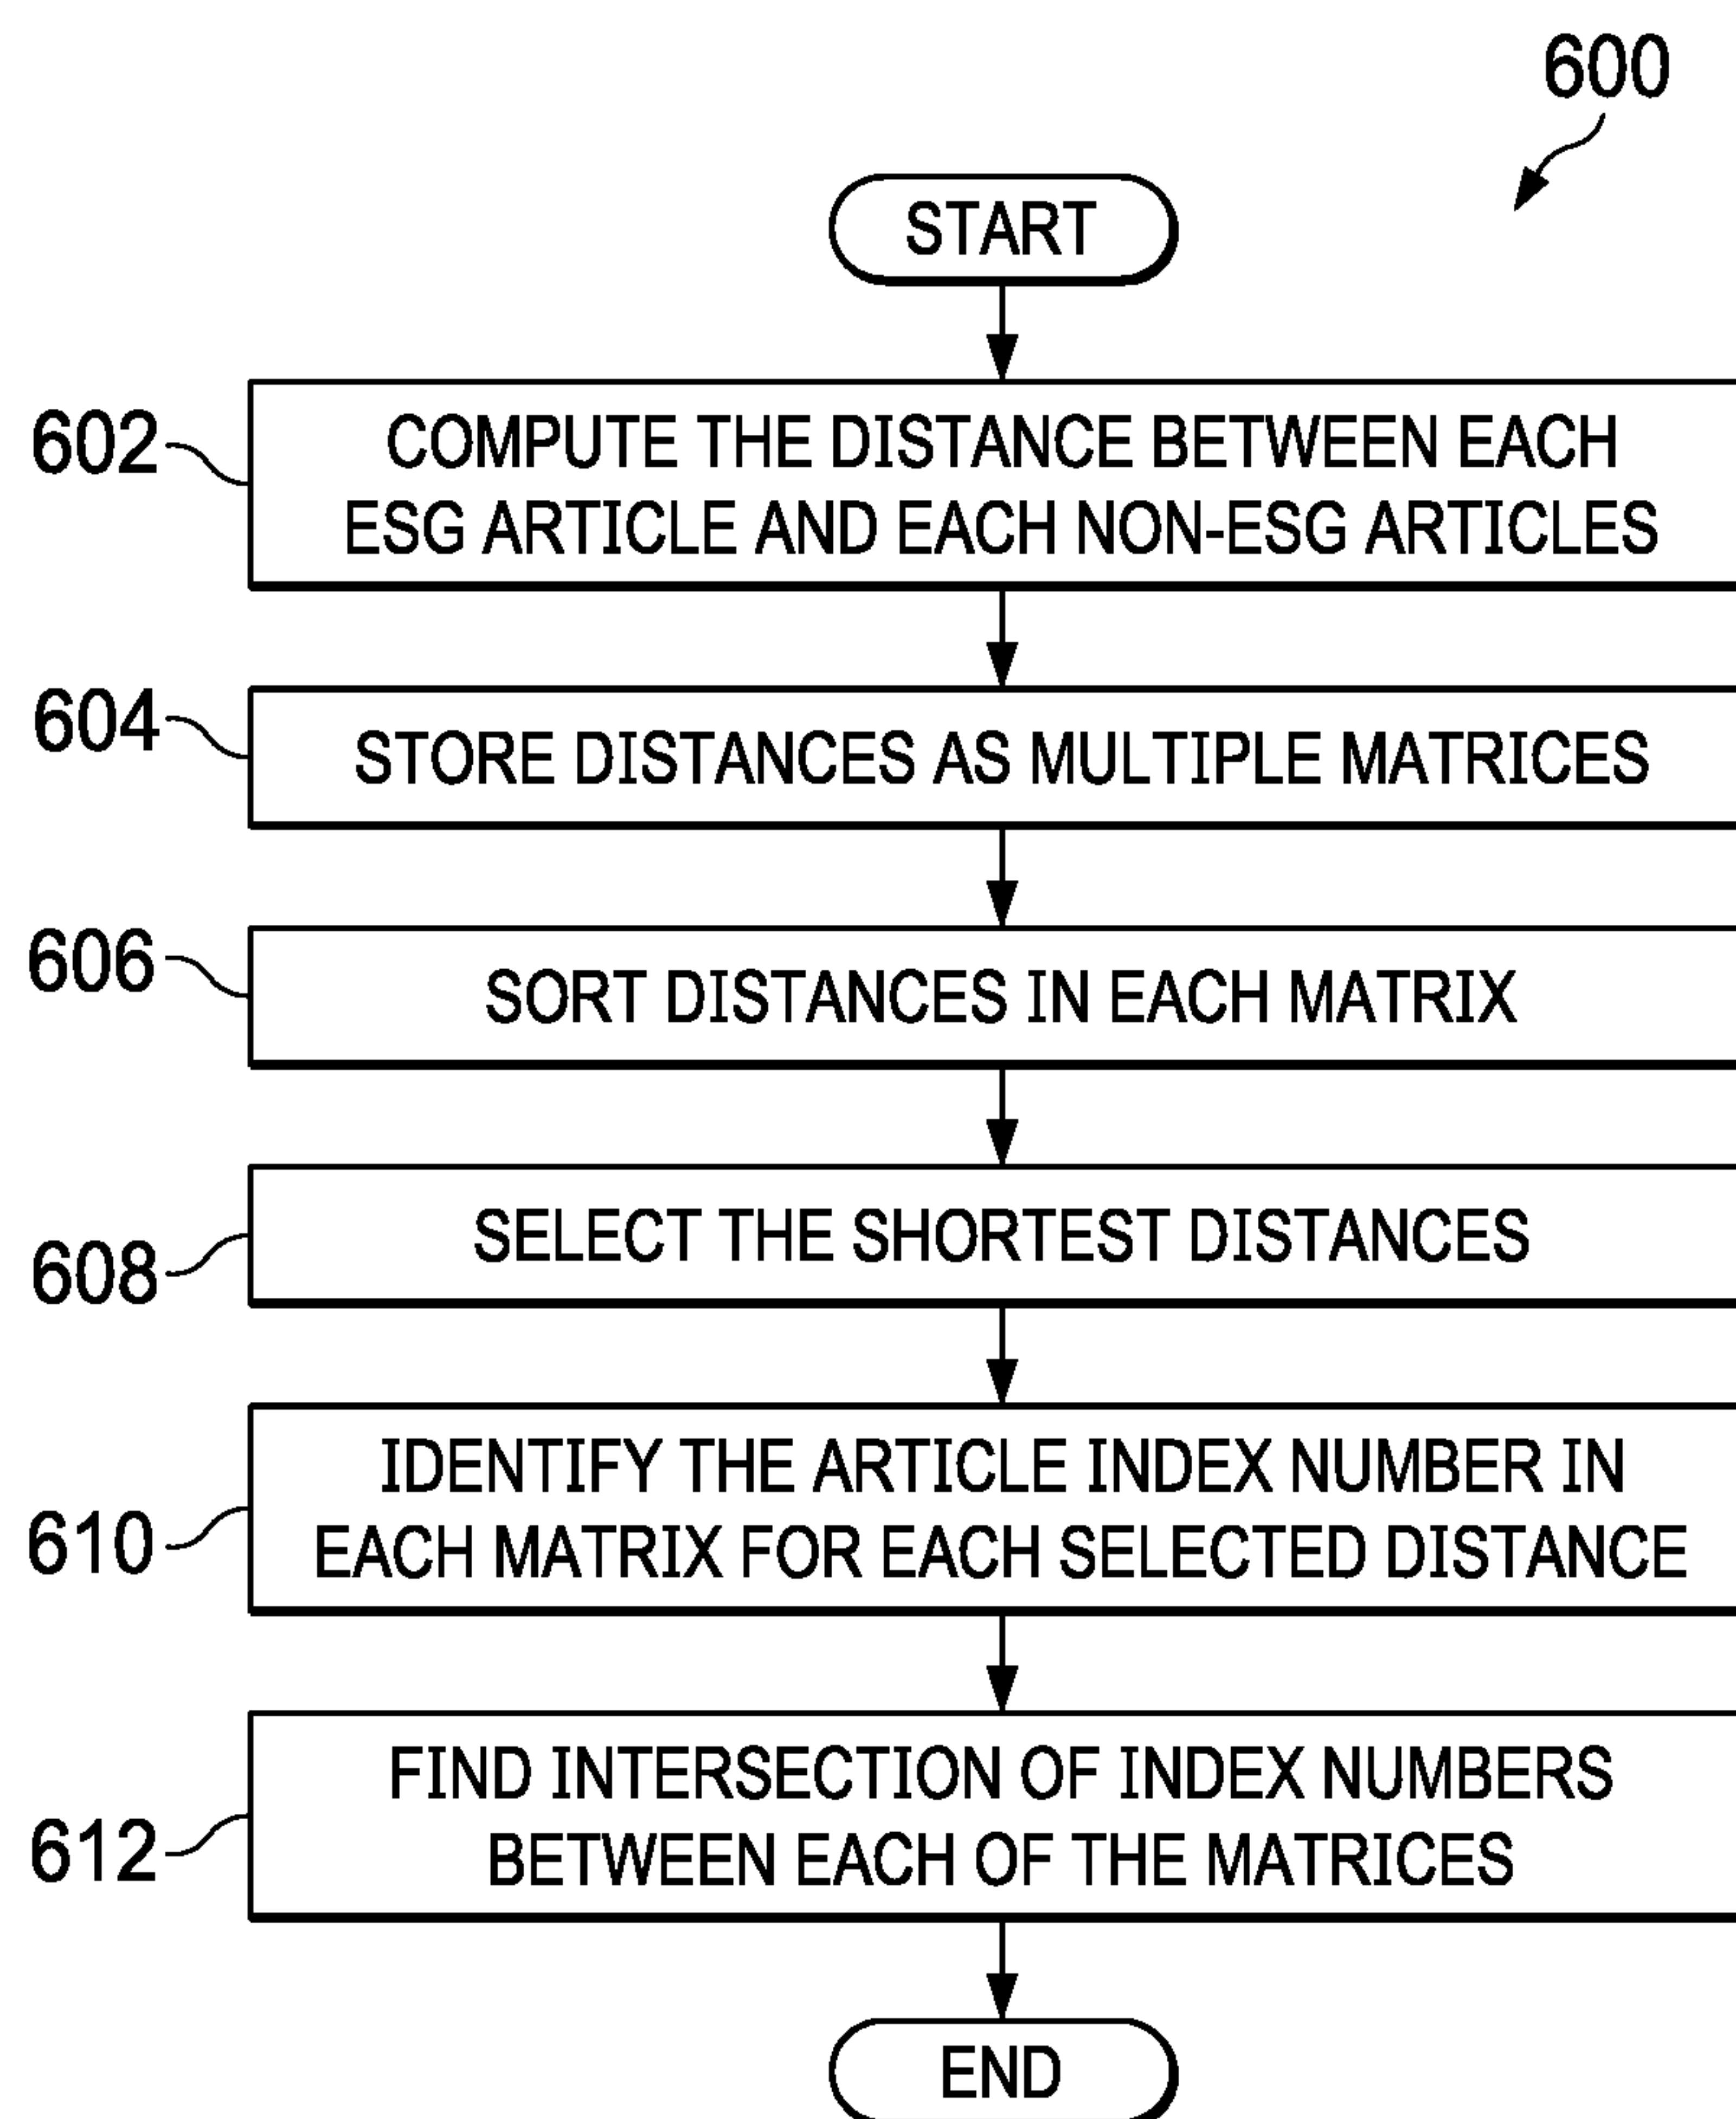 600
START
602
COMPUTE THE DISTANCE BETWEEN EACH
ESG ARTICLE AND EACH NON-ESG ARTICLES
604
STORE DISTANCES AS MULTIPLE MATRICES
606
SORT DISTANCES IN EACH MATRIX
608
SELECT THE SHORTEST DISTANCES
610
IDENTIFY THE ARTICLE INDEX NUMBER IN
EACH MATRIX FOR EACH SELECTED DISTANCE
612
FIND INTERSECTION OF INDEX NUMBERS
BETWEEN EACH OF THE MATRICES
END